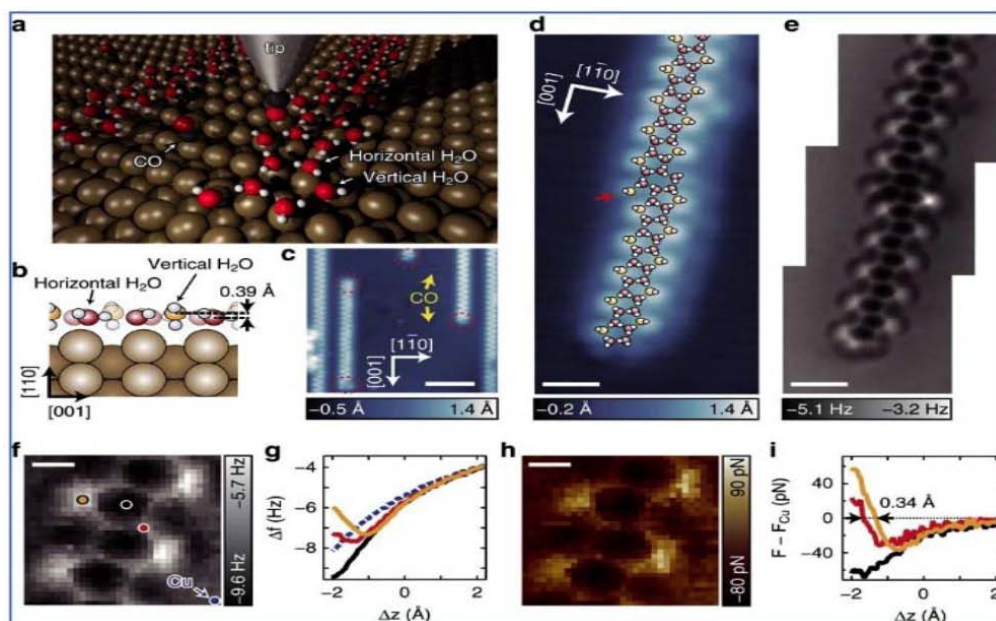 a
tip
CO
Horizontal H₂O
Vertical H₂O
b
Vertical H₂O
Horizontal H₂O
0.39 Å
[110]
[001]
c
CO
[11̄0]
[001]
−0.5 Å 1.4 Å
d
[11̄0]
[001]
−0.2 Å 1.4 Å
e
−5.1 Hz −3.2 Hz
f
Cu
−5.7 Hz
−9.6 Hz
g
Δf (Hz)
−4
−6
−8
−2 0 2
Δz (Å)
h
90 pN
−80 pN
i
F − F_Cu (pN)
40
0
−40
0.34 Å
−2 0 2
Δz (Å)